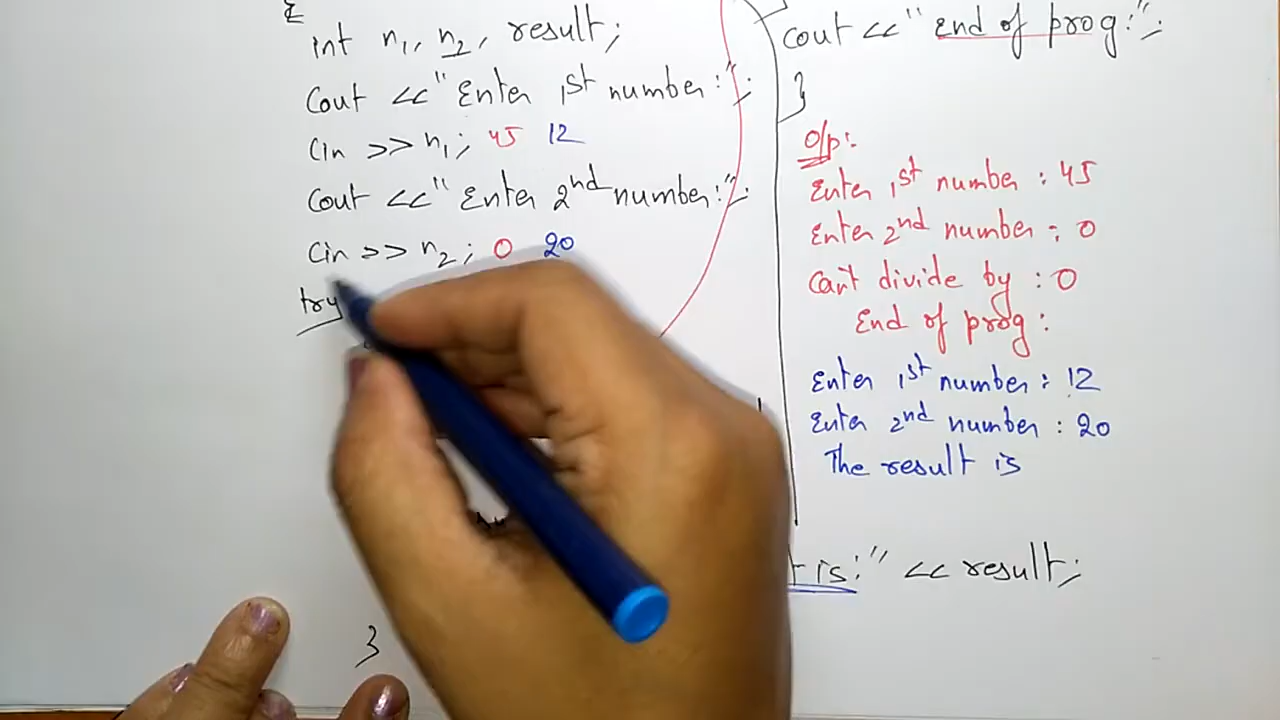 {
int n1, n2, result;
Cout <<" Enter 1st number:";
Cin >> n1; 45 12
Cout <<" Enter 2nd number:";
Cin >> n2; 0 20
try
}
is:" << result;
cout <<" End of prog:";
}
O/p:
Enter 1st number : 45
Enter 2nd number : 0
Can't divide by : 0
End of prog :
Enter 1st number : 12
Enter 2nd number : 20
The result is